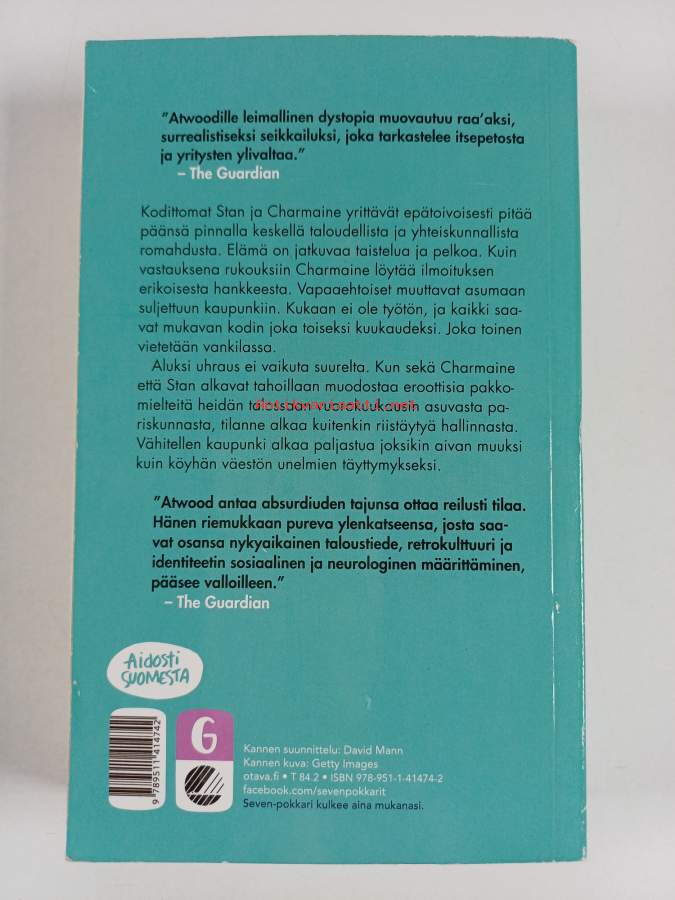 ”Atwoodille leimallinen dystopia muovautuu raa’aksi,
surrealistiseksi seikkailuksi, joka tarkastelee itsepetosta
ja yritysten ylivaltaa.”
– The Guardian
Kodittomat Stan ja Charmaine yrittävät epätoivoisesti pitää
päänsä pinnalla keskellä taloudellista ja yhteiskunnallista
romahdusta. Elämä on jatkuvaa taistelua ja pelkoa. Kuin
vastauksena rukouksiin Charmaine löytää ilmoituksen
erikoisesta hankkeesta. Vapaaehtoiset muuttavat asumaan
suljettuun kaupunkiin. Kukaan ei ole työtön, ja kaikki saa-
vat mukavan kodin joka toiseksi kuukaudeksi. Joka toinen
vietetään vankilassa.
Aluksi uhraus ei vaikuta suurelta. Kun sekä Charmaine
että Stan alkavat tahoillaan muodostaa eroottisia pakko-
mielteitä heidän talossaan vuorokuukausin asuvasta pa-
riskunnasta, tilanne alkaa kuitenkin riistäytyä hallinnasta.
Vähitellen kaupunki alkaa paljastua joksikin aivan muuksi
kuin köyhän väestön unelmien täyttymykseksi.
”Atwood antaa absurdiuden tajunsa ottaa reilusti tilaa.
Hänen riemukkaan pureva ylenkatseensa, josta saa-
vat osansa nykyaikainen taloustiede, retrokulttuuri ja
identiteetin sosiaalinen ja neurologinen määrittäminen,
pääsee valloilleen.”
– The Guardian
Aidosti
SUOMESTA
9 789511 414742
Kannen suunnittelu: David Mann
Kannen kuva: Getty Images
otava.fi • T 84.2 • ISBN 978-951-1-41474-2
facebook.com/sevenpokkarit
Seven-pokkari kulkee aina mukanasi.